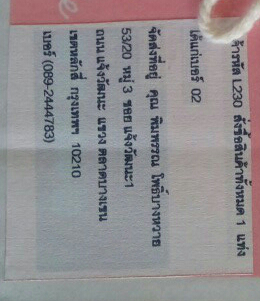 ค้ารหัส L230 สั่งซื้อสินค้าทั้งหมด 1 แท่ง
ได้แก่เบอร์ 02
จัดส่งที่อยู่ คุณ พิมพรรณ โพธิ์บางหวาย
53/20 หมู่ 3 ซอย แจ้งวัฒนะ1
ถนน แจ้งวัฒนะ แขวง ตลาดบางเขน
เขตหลักสี่ กรุงเทพฯ 10210
เบอร์ (089-2444783)